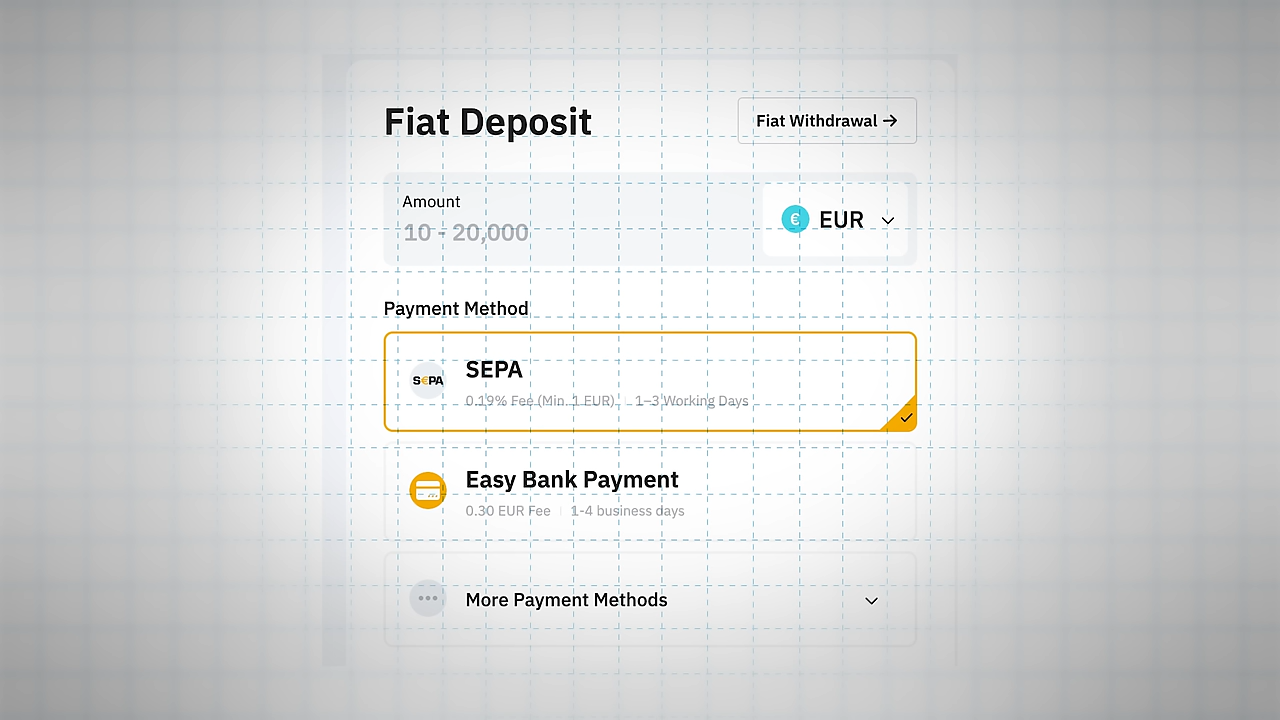 Fiat Deposit
Fiat Withdrawal →
Amount
10 - 20,000
€ EUR
Payment Method
S€PA
SEPA
0.19% Fee (Min. 1 EUR) | 1–3 Working Days
Easy Bank Payment
0.30 EUR Fee | 1-4 business days
More Payment Methods